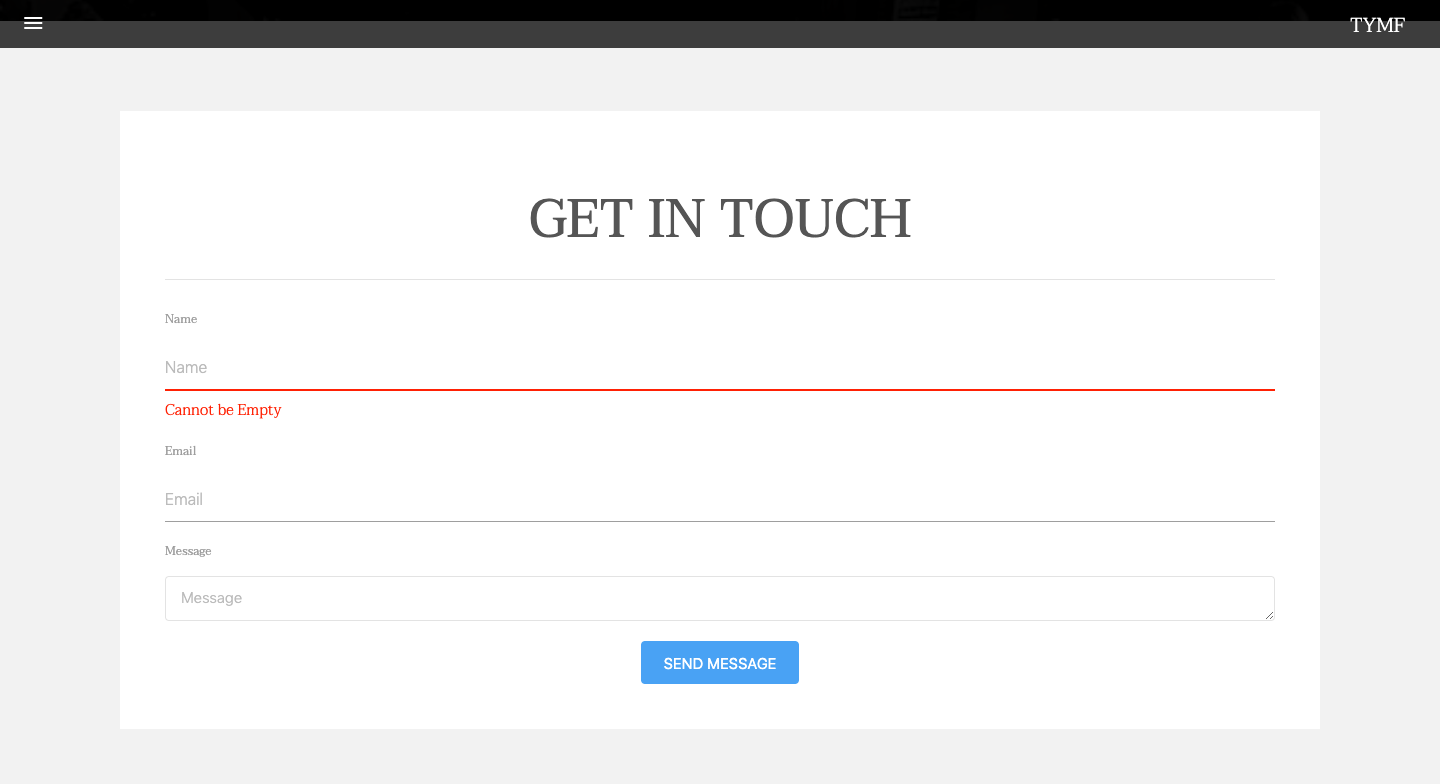 TYMF
GET IN TOUCH
Name
Name
Cannot be Empty
Email
Email
Message
Message
SEND MESSAGE